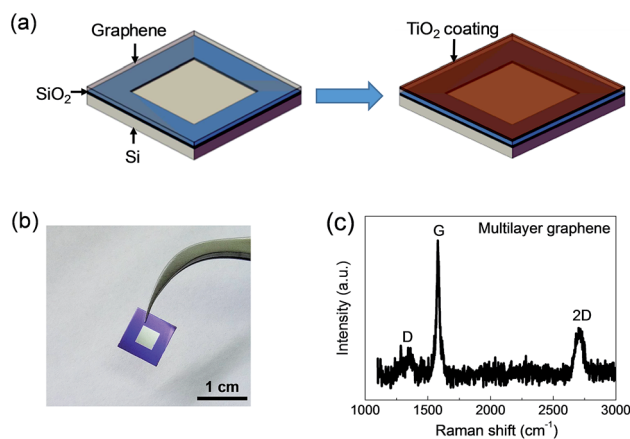 (a)
Graphene
SiO₂
Si
TiO₂ coating
(b)
1 cm
(c)
Multilayer graphene
G
D
2D
Intensity (a.u.)
1000 1500 2000 2500 3000
Raman shift (cm⁻¹)